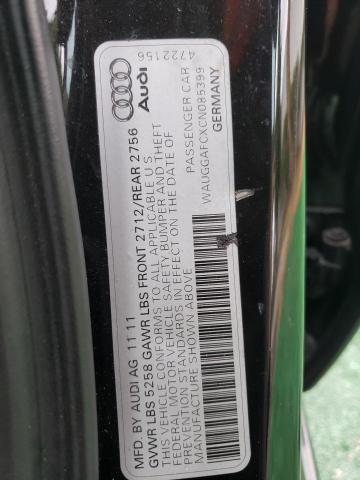 MFD. BY AUDI AG 11 11
GVWR LBS 5258 GAWR LBS FRONT 2712/REAR 2756
THIS VEHICLE CONFORMS TO ALL APPLICABLE U S
FEDERAL MOTOR VEHICLE SAFETY BUMPER AND THEFT
PREVENTION STANDARDS IN EFFECT ON THE DATE OF
MANUFACTURE SHOWN ABOVE
PASSENGER CAR
WAUGGAFCXCN085399
GERMANY
Audi
4722156